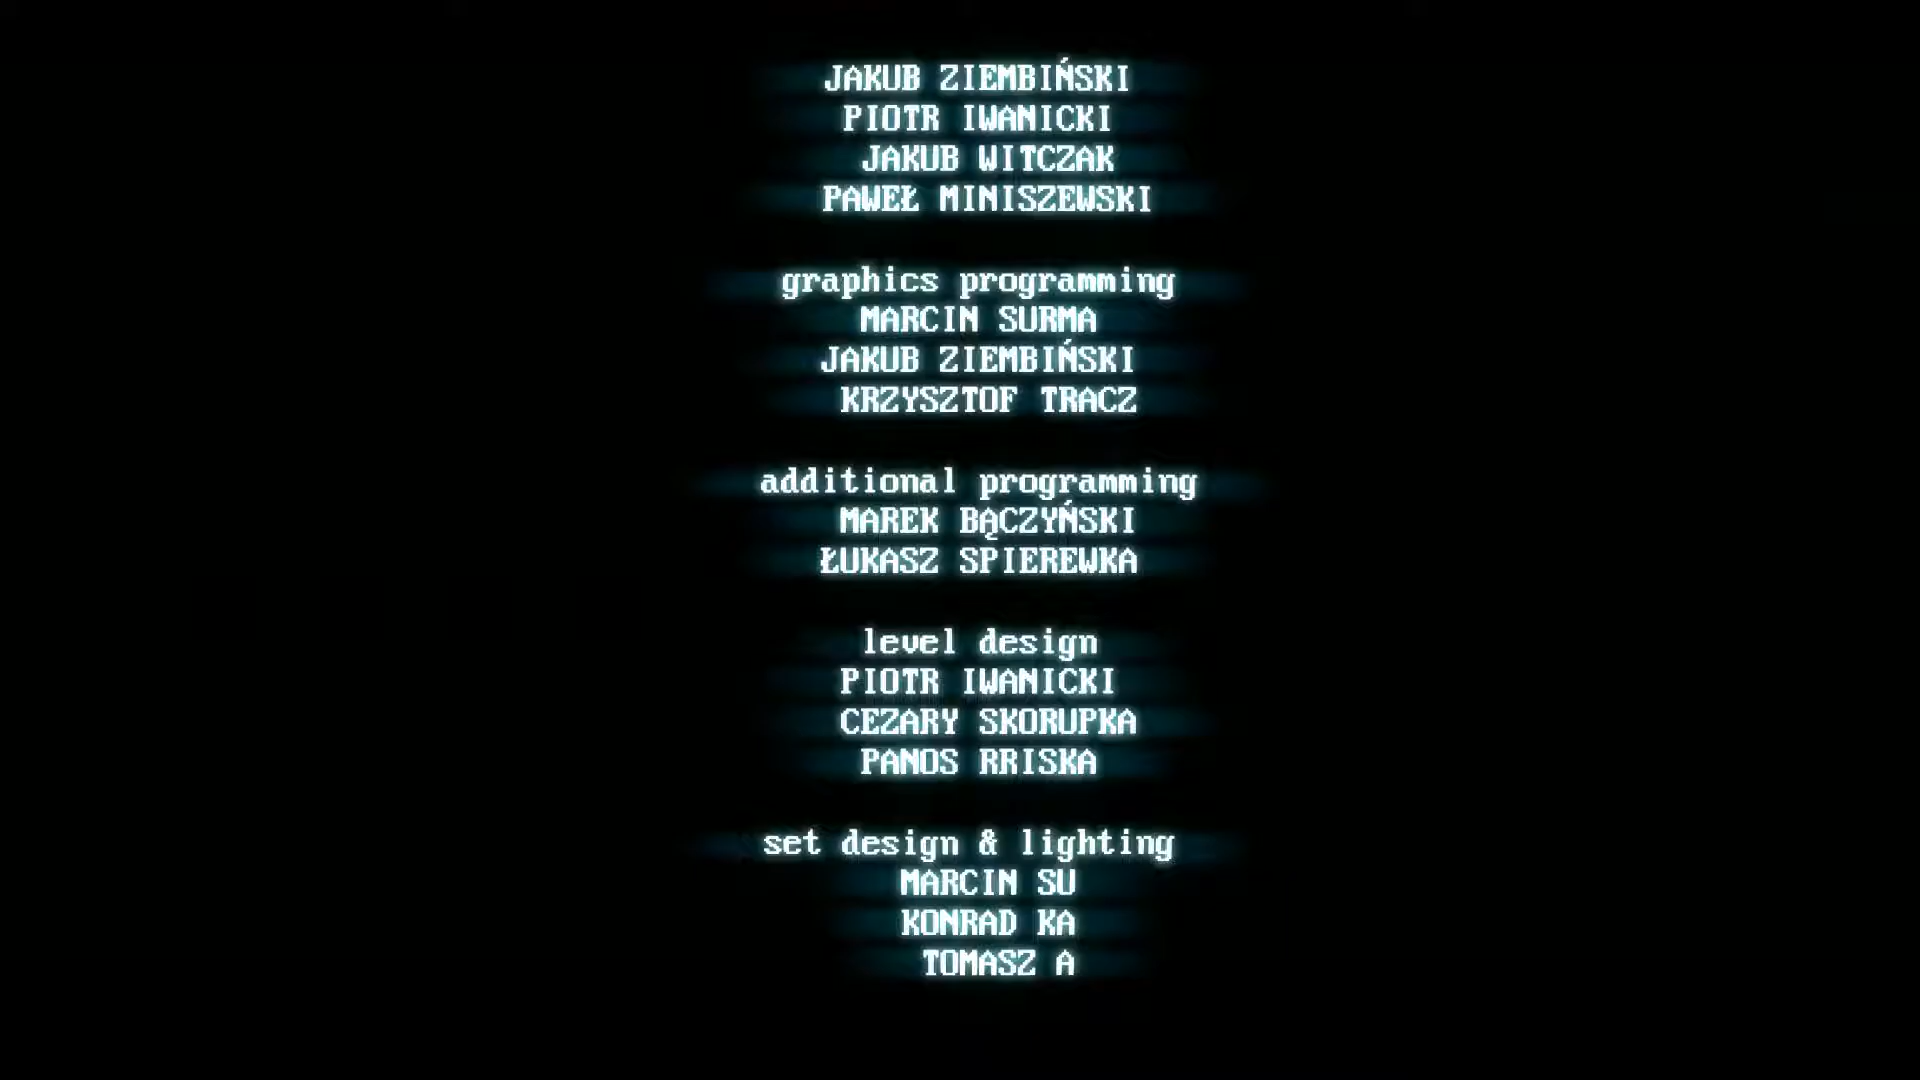 JAKUB ZIEMBIŃSKI
PIOTR IWANICKI
JAKUB WITCZAK
PAWEŁ MINISZEWSKI
graphics programming
MARCIN SURMA
JAKUB ZIEMBIŃSKI
KRZYSZTOF TRACZ
additional programming
MAREK BĄCZYŃSKI
ŁUKASZ SPIEREWKA
level design
PIOTR IWANICKI
CEZARY SKORUPKA
PANOS RRISKA
set design & lighting
MARCIN SU
KONRAD KA
TOMASZ A